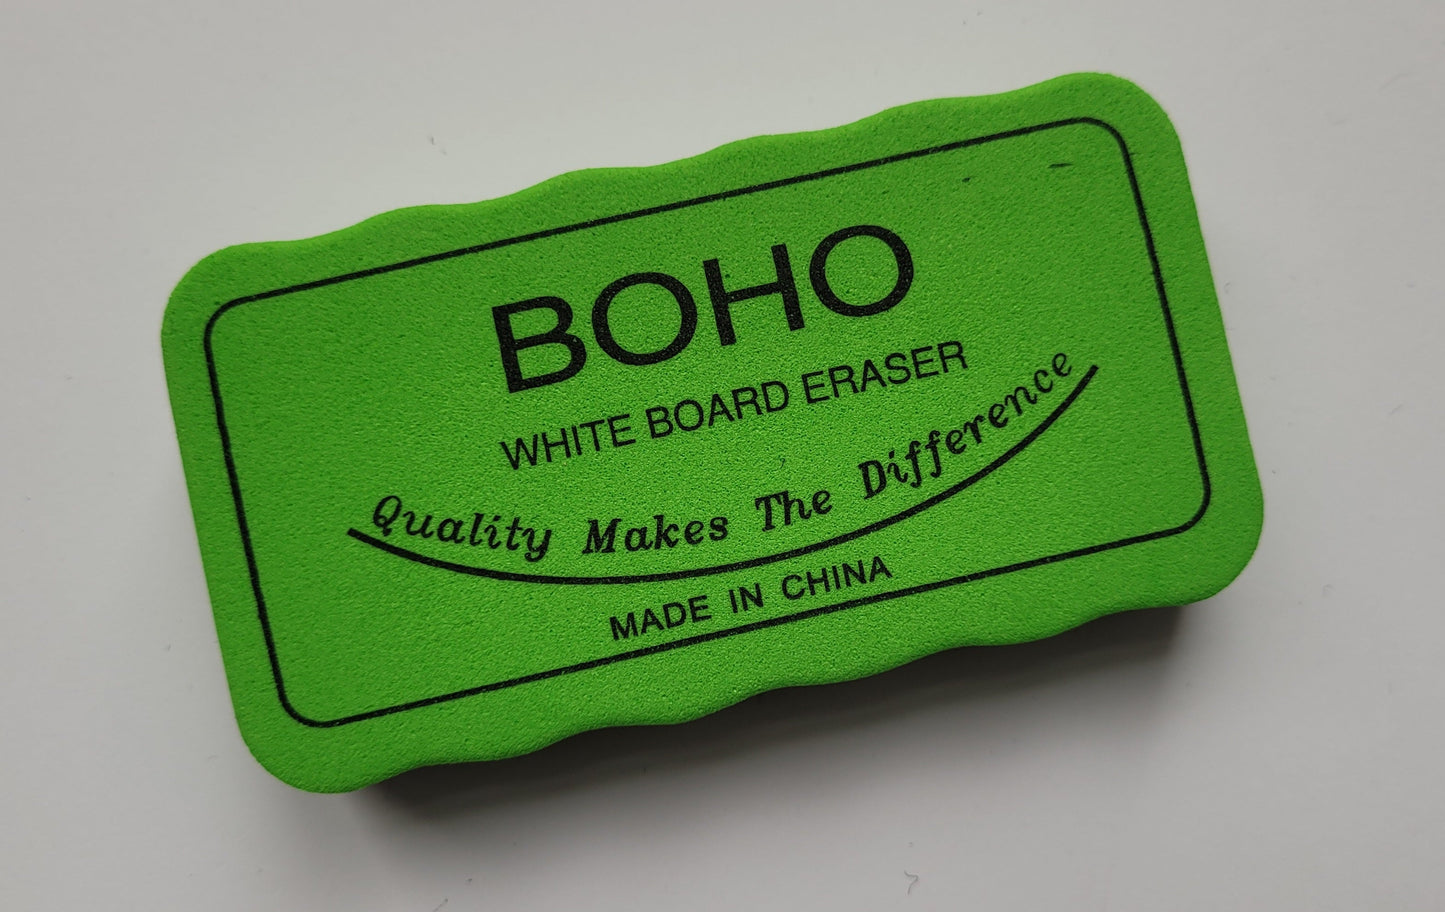 BOHO
WHITE BOARD ERASER
Quality Makes The Difference
MADE IN CHINA